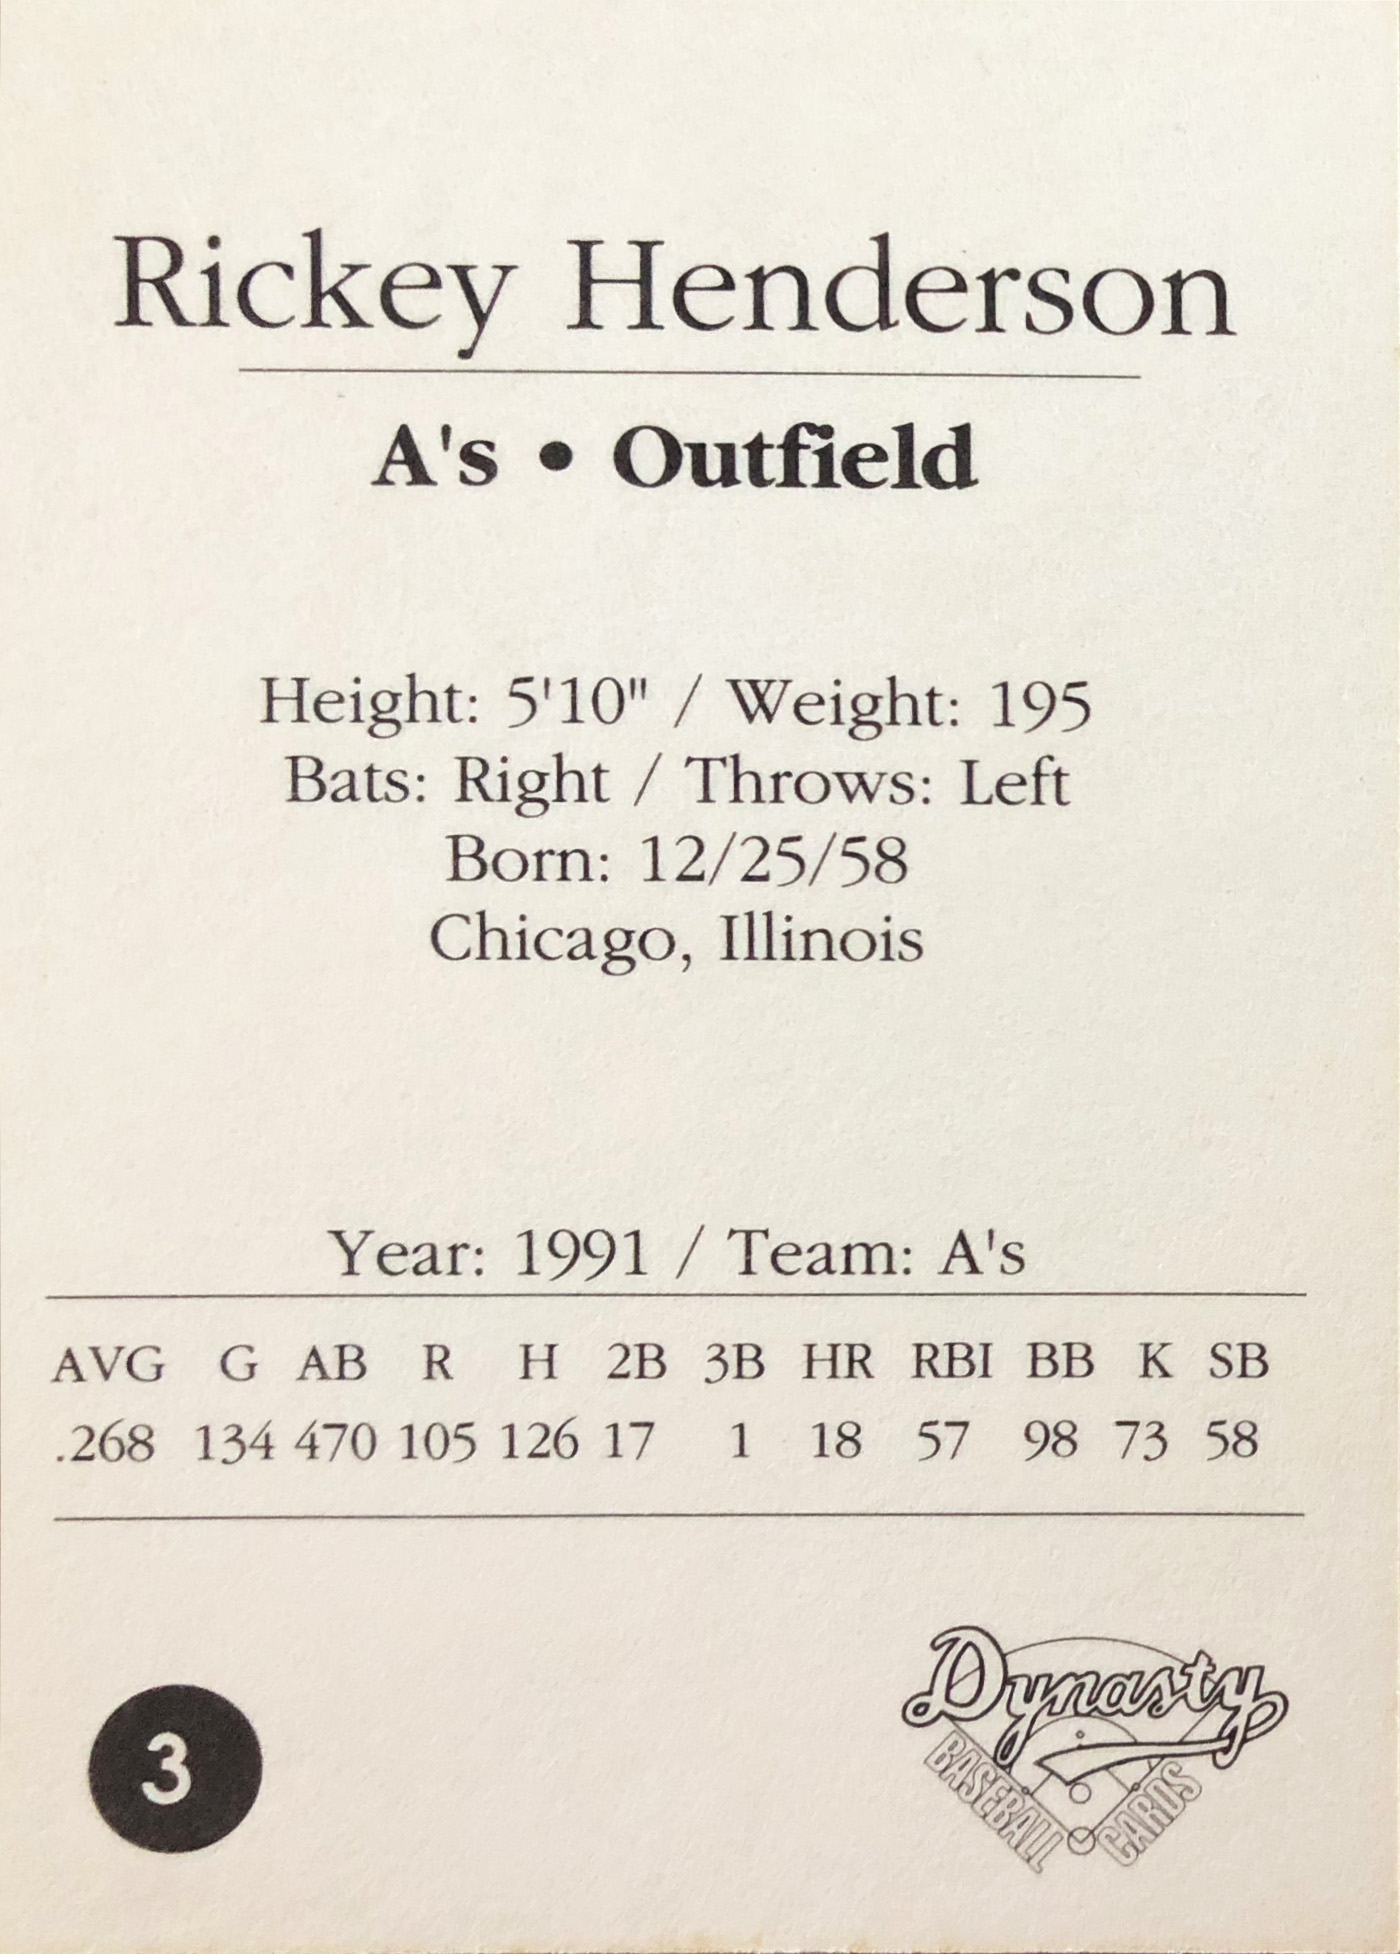 Rickey Henderson
A's • Outfield
Height: 5'10" / Weight: 195
Bats: Right / Throws: Left
Born: 12/25/58
Chicago, Illinois
Year: 1991 / Team: A's
AVG G AB R H 2B 3B HR RBI BB K SB
.268 134 470 105 126 17 1 18 57 98 73 58
3
Dynasty
BASEBALL CARDS